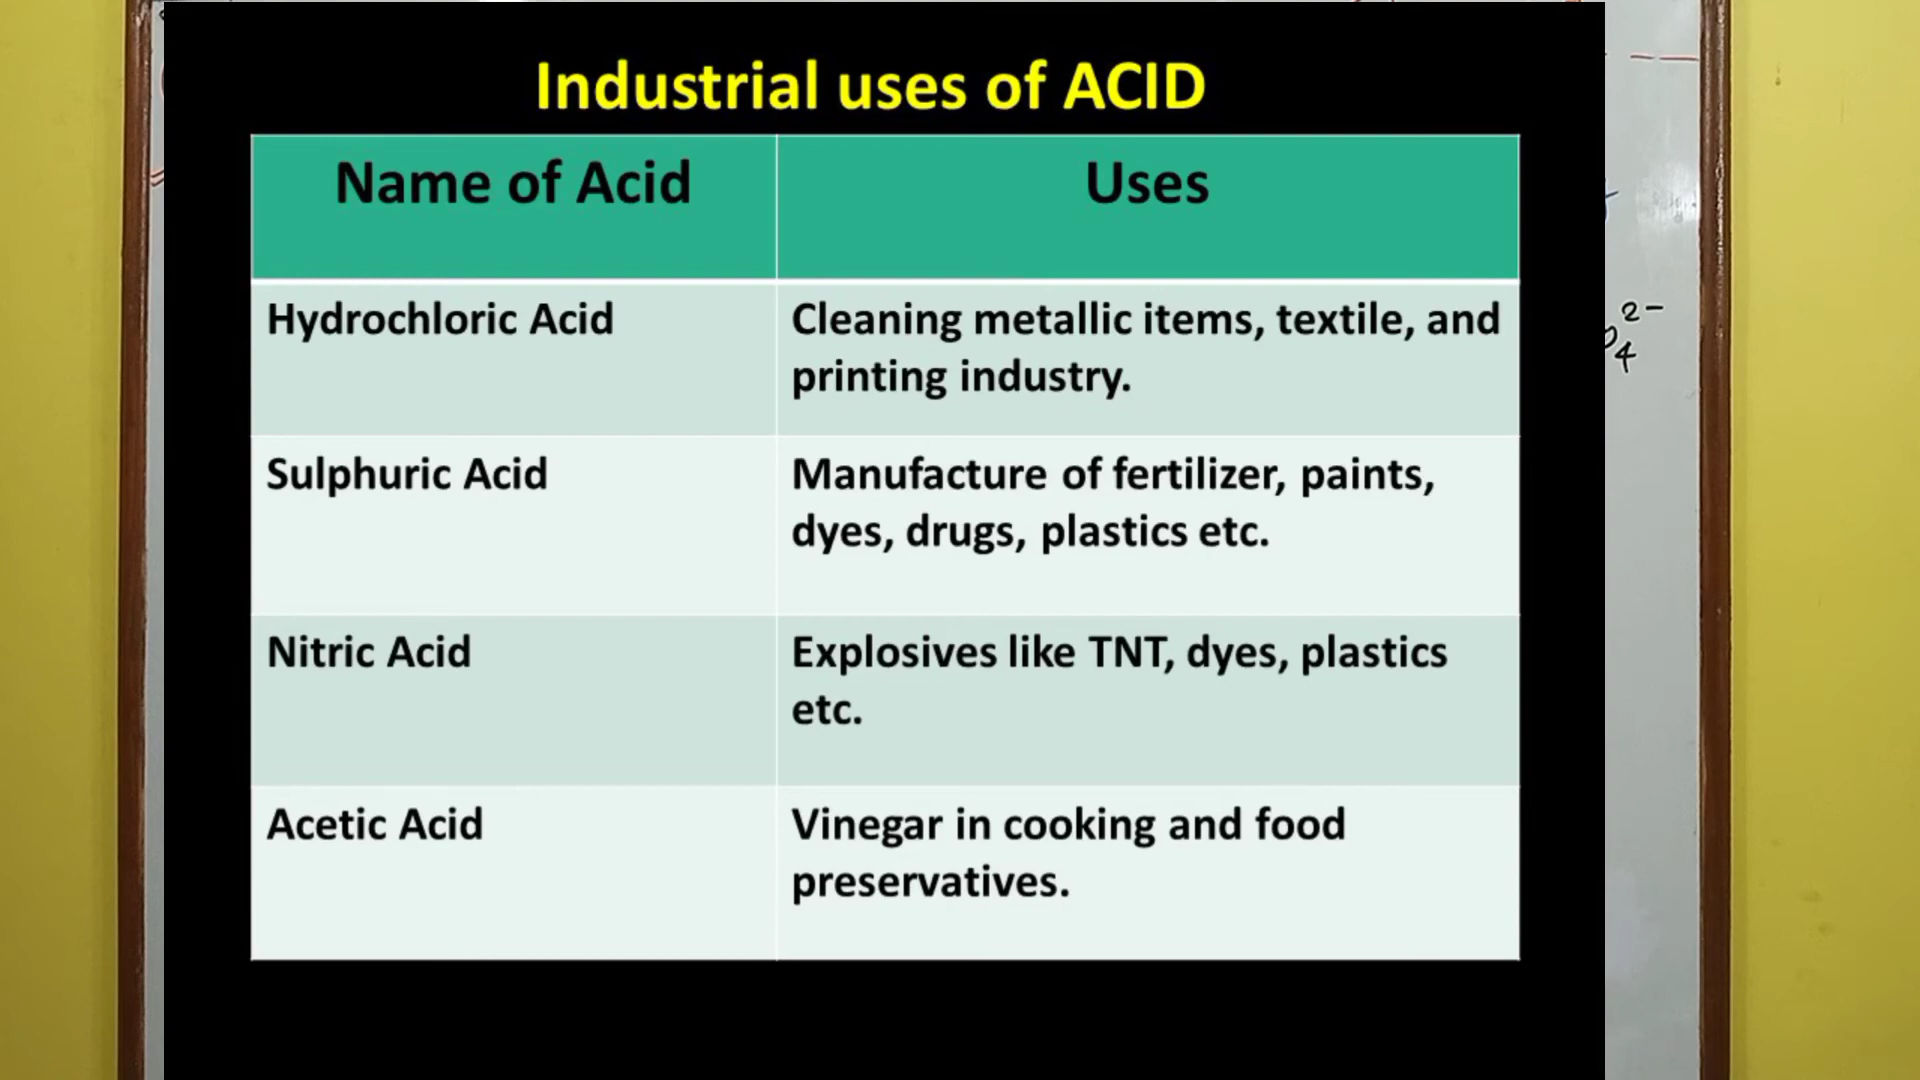 Industrial uses of ACID
Name of Acid
Uses
Hydrochloric Acid
Cleaning metallic items, textile, and
printing industry.
Sulphuric Acid
Manufacture of fertilizer, paints,
dyes, drugs, plastics etc.
Nitric Acid
Explosives like TNT, dyes, plastics
etc.
Acetic Acid
Vinegar in cooking and food
preservatives.
2-
4